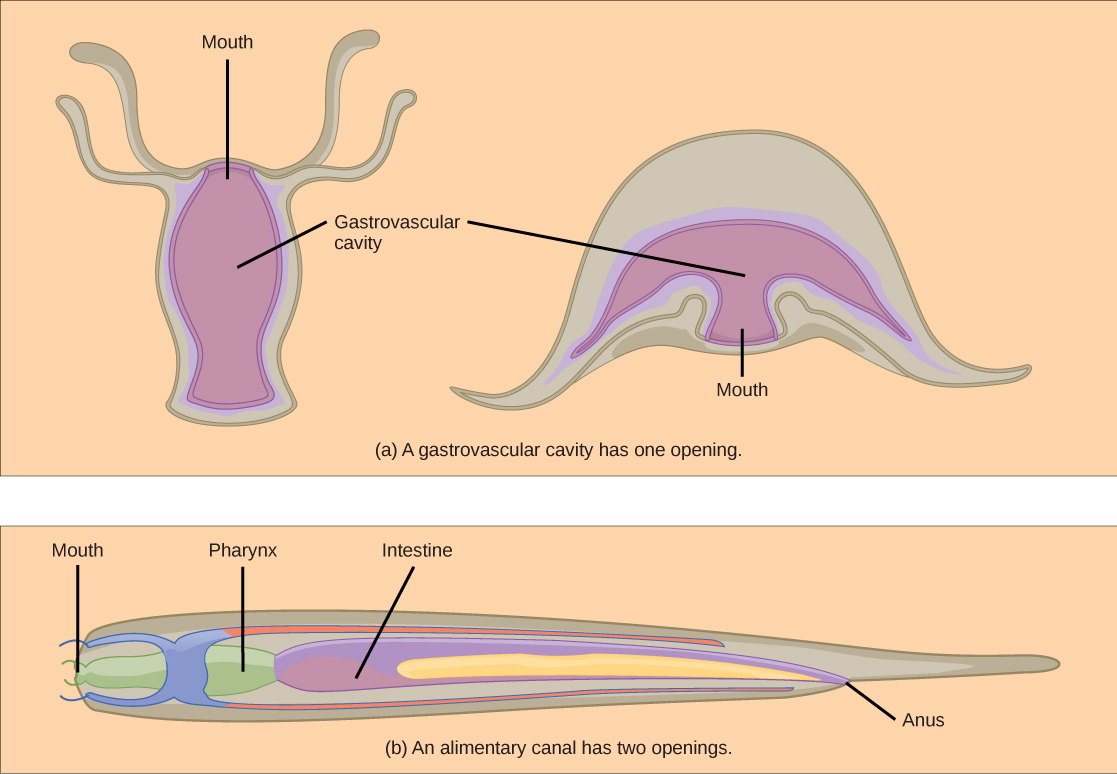 Mouth
Gastrovascular
cavity
Mouth
(a) A gastrovascular cavity has one opening.
Mouth
Pharynx
Intestine
Anus
(b) An alimentary canal has two openings.